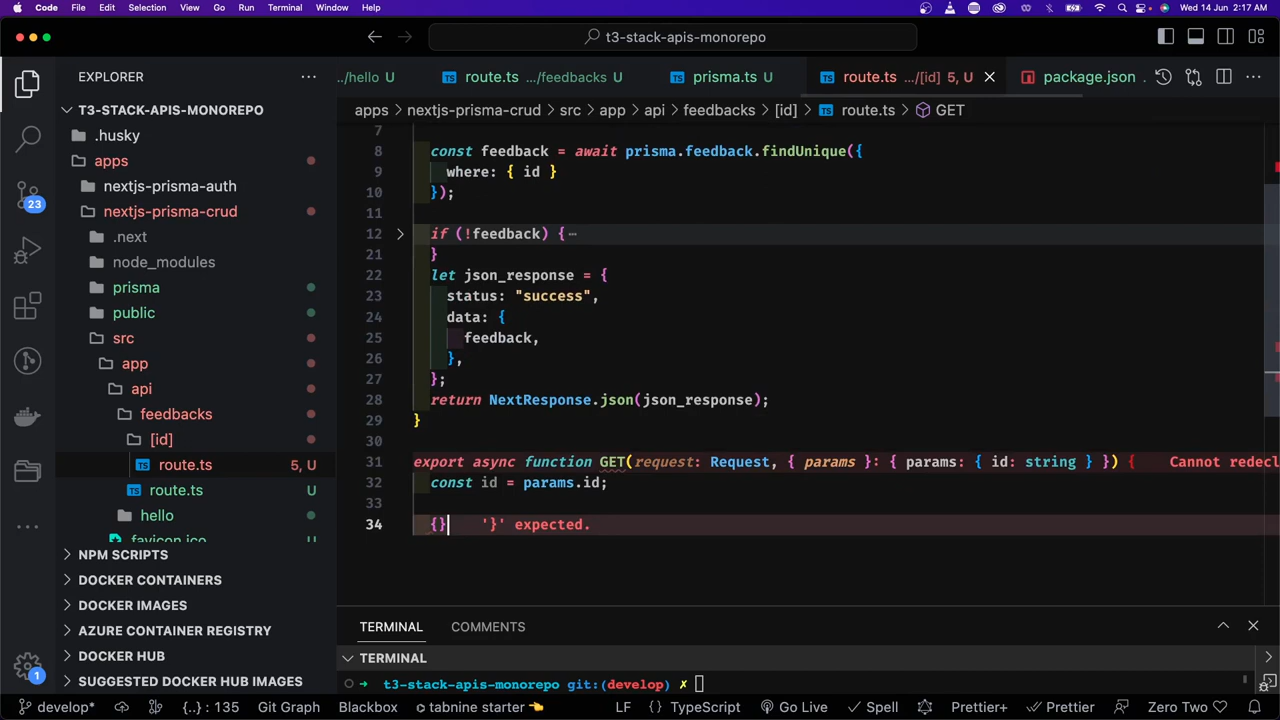 Code File Edit Selection View Go Run Terminal Window Help Wed 14 Jun 2:17 AM
t3-stack-apis-monorepo
EXPLORER
.../hello U route.ts .../feedbacks U prisma.ts U route.ts .../[id] 5, U package.json
apps > nextjs-prisma-crud > src > app > api > feedbacks > [id] > route.ts > GET
T3-STACK-APIS-MONOREPO
.husky
apps
nextjs-prisma-auth
nextjs-prisma-crud
.next
node_modules
prisma
public
src
app
api
feedbacks
[id]
route.ts 5, U
route.ts U
hello
favicon.ico
NPM SCRIPTS
DOCKER CONTAINERS
DOCKER IMAGES
AZURE CONTAINER REGISTRY
DOCKER HUB
SUGGESTED DOCKER HUB IMAGES
23
1
7
8 const feedback = await prisma.feedback.findUnique({
9 where: { id }
10 });
11
12 if (!feedback) {⋯
21 }
22 let json_response = {
23 status: "success",
24 data: {
25 feedback,
26 },
27 };
28 return NextResponse.json(json_response);
29 }
30
31 export async function GET(request: Request, { params }: { params: { id: string } }) { Cannot redecl
32 const id = params.id;
33
34 {} '}' expected.
TERMINAL COMMENTS
TERMINAL
t3-stack-apis-monorepo git:(develop) ✗
develop* {..} : 135 Git Graph Blackbox tabnine starter 👈 LF {} TypeScript Go Live Spell Prettier+ Prettier Zero Two